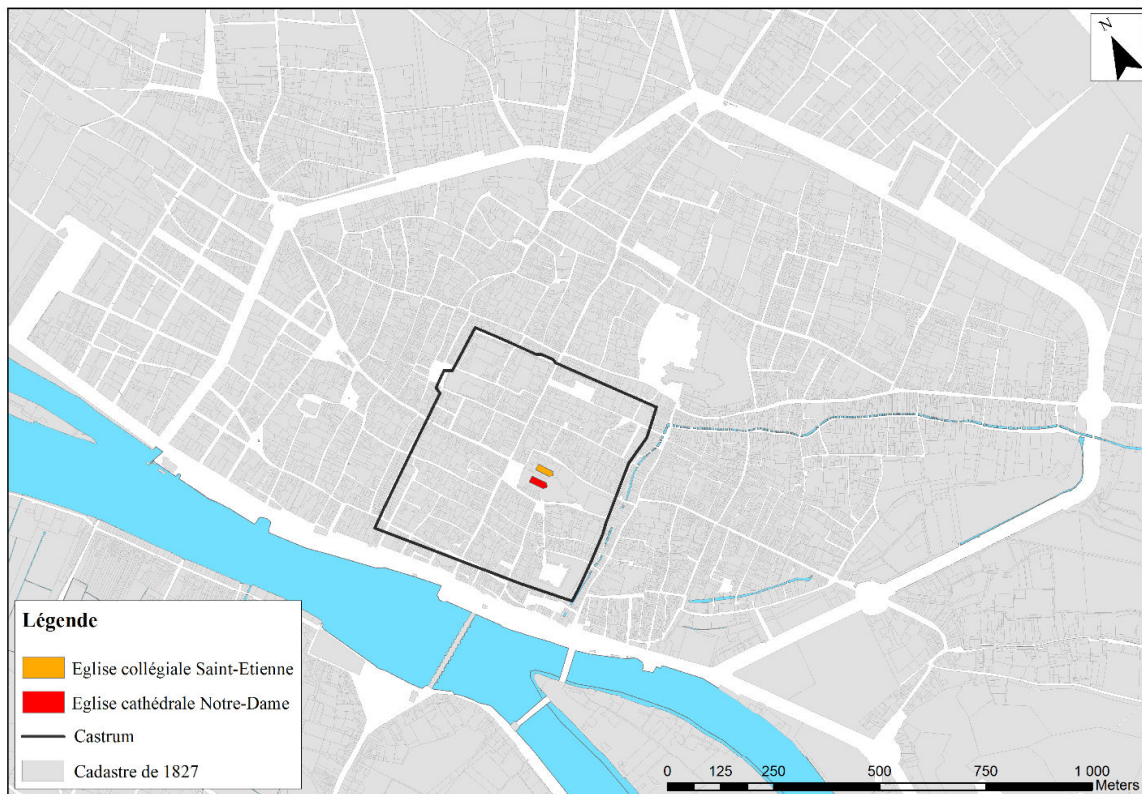 N
Légende
Eglise collégiale Saint-Etienne
Eglise cathédrale Notre-Dame
Castrum
Cadastre de 1827
0 125 250 500 750 1 000
Meters